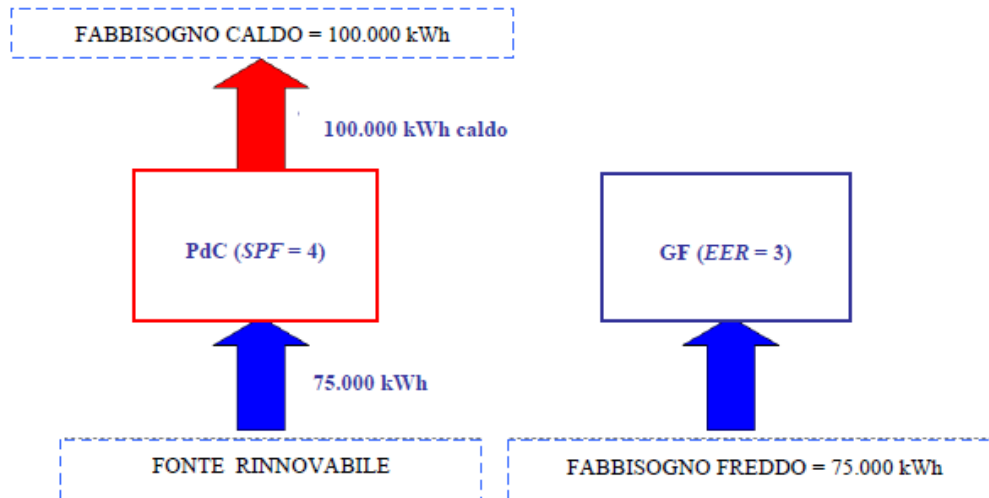 FABBISOGNO CALDO = 100.000 kWh
100.000 kWh caldo
PdC (SPF = 4)
GF (EER = 3)
75.000 kWh
FONTE RINNOVABILE
FABBISOGNO FREDDO = 75.000 kWh